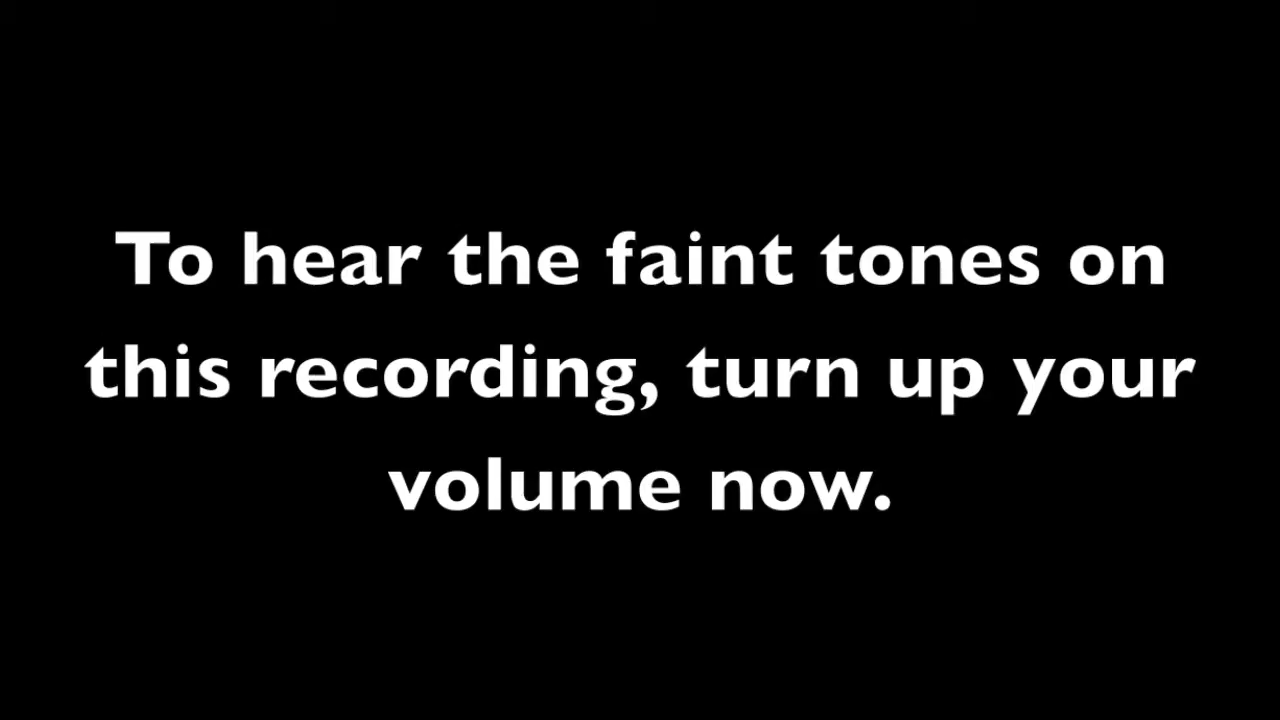 To hear the faint tones on
this recording, turn up your
volume now.